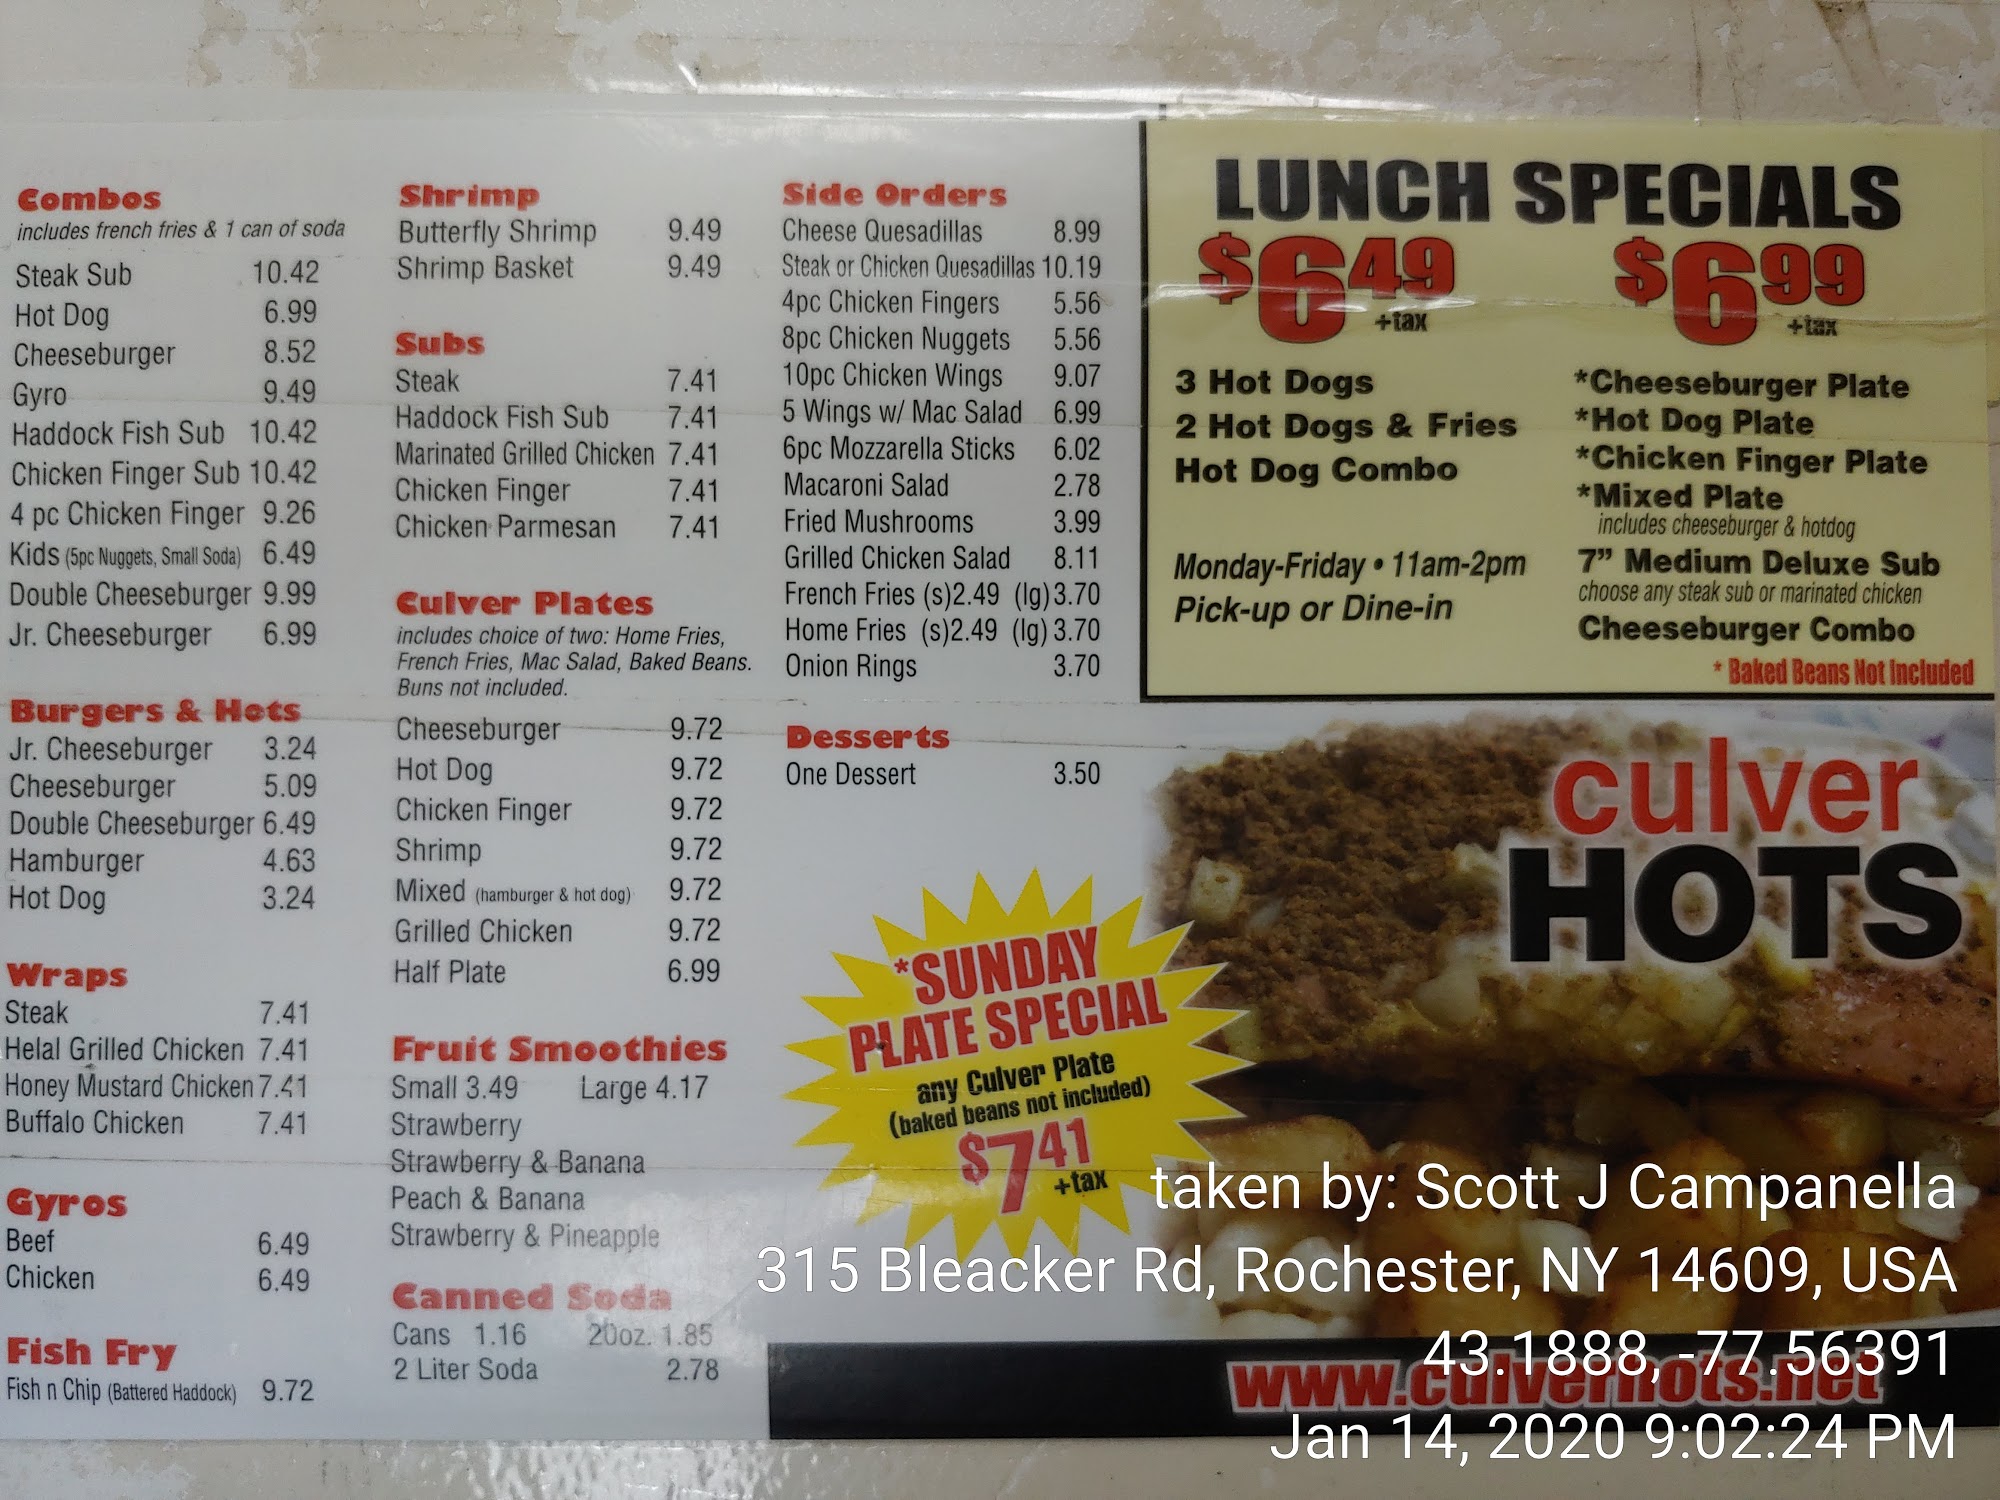 Combos
includes french fries & 1 can of soda
Steak Sub 10.42
Hot Dog 6.99
Cheeseburger 8.52
Gyro 9.49
Haddock Fish Sub 10.42
Chicken Finger Sub 10.42
4 pc Chicken Finger 9.26
Kids (5pc Nuggets, Small Soda) 6.49
Double Cheeseburger 9.99
Jr. Cheeseburger 6.99
Burgers & Hots
Jr. Cheeseburger 3.24
Cheeseburger 5.09
Double Cheeseburger 6.49
Hamburger 4.63
Hot Dog 3.24
Wraps
Steak 7.41
Helal Grilled Chicken 7.41
Honey Mustard Chicken 7.41
Buffalo Chicken 7.41
Gyros
Beef 6.49
Chicken 6.49
Fish Fry
Fish n Chip (Battered Haddock) 9.72
Shrimp
Butterfly Shrimp 9.49
Shrimp Basket 9.49
Subs
Steak 7.41
Haddock Fish Sub 7.41
Marinated Grilled Chicken 7.41
Chicken Finger 7.41
Chicken Parmesan 7.41
Culver Plates
includes choice of two: Home Fries,
French Fries, Mac Salad, Baked Beans.
Buns not included.
Cheeseburger 9.72
Hot Dog 9.72
Chicken Finger 9.72
Shrimp 9.72
Mixed (hamburger & hot dog) 9.72
Grilled Chicken 9.72
Half Plate 6.99
Fruit Smoothies
Small 3.49 Large 4.17
Strawberry
Strawberry & Banana
Peach & Banana
Strawberry & Pineapple
Canned Soda
Cans 1.16 20oz. 1.85
2 Liter Soda 2.78
Side Orders
Cheese Quesadillas 8.99
Steak or Chicken Quesadillas 10.19
4pc Chicken Fingers 5.56
8pc Chicken Nuggets 5.56
10pc Chicken Wings 9.07
5 Wings w/ Mac Salad 6.99
6pc Mozzarella Sticks 6.02
Macaroni Salad 2.78
Fried Mushrooms 3.99
Grilled Chicken Salad 8.11
French Fries (s)2.49 (lg)3.70
Home Fries (s)2.49 (lg)3.70
Onion Rings 3.70
Desserts
One Dessert 3.50
*SUNDAY
PLATE SPECIAL
any Culver Plate
(baked beans not included)
$7 41
+tax
LUNCH SPECIALS
$6 49
+tax
3 Hot Dogs
2 Hot Dogs & Fries
Hot Dog Combo
Monday-Friday • 11am-2pm
Pick-up or Dine-in
$6 99
+tax
*Cheeseburger Plate
*Hot Dog Plate
*Chicken Finger Plate
*Mixed Plate
includes cheeseburger & hotdog
7” Medium Deluxe Sub
choose any steak sub or marinated chicken
Cheeseburger Combo
* Baked Beans Not Included
culver
HOTS
www.culverhots.net
taken by: Scott J Campanella
315 Bleacker Rd, Rochester, NY 14609, USA
43.1888, -77.56391
Jan 14, 2020 9:02:24 PM